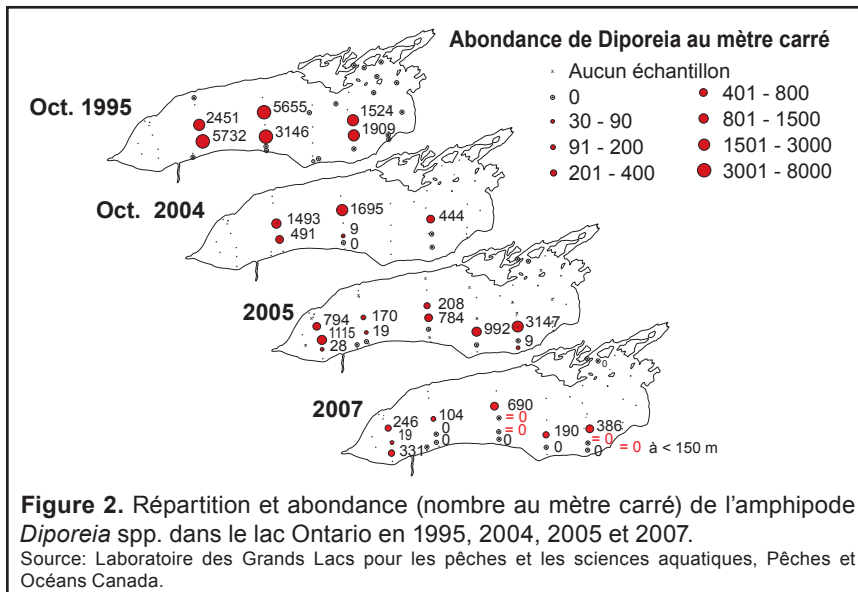 Abondance de Diporeia au mètre carré
Aucun échantillon
0
30 - 90
91 - 200
201 - 400
401 - 800
801 - 1500
1501 - 3000
3001 - 8000
Oct. 1995
2451
5732
5655
3146
1524
1909
Oct. 2004
1493
491
1695
9
0
444
2005
794
1115
28
170
19
208
784
992
3147
9
2007
246
19
331
104
0
0
690
= 0
= 0
0
190
0
386
= 0
0
= 0 à < 150 m
0
Figure 2. Répartition et abondance (nombre au mètre carré) de l'amphipode
Diporeia spp. dans le lac Ontario en 1995, 2004, 2005 et 2007.
Source: Laboratoire des Grands Lacs pour les pêches et les sciences aquatiques, Pêches et
Océans Canada.